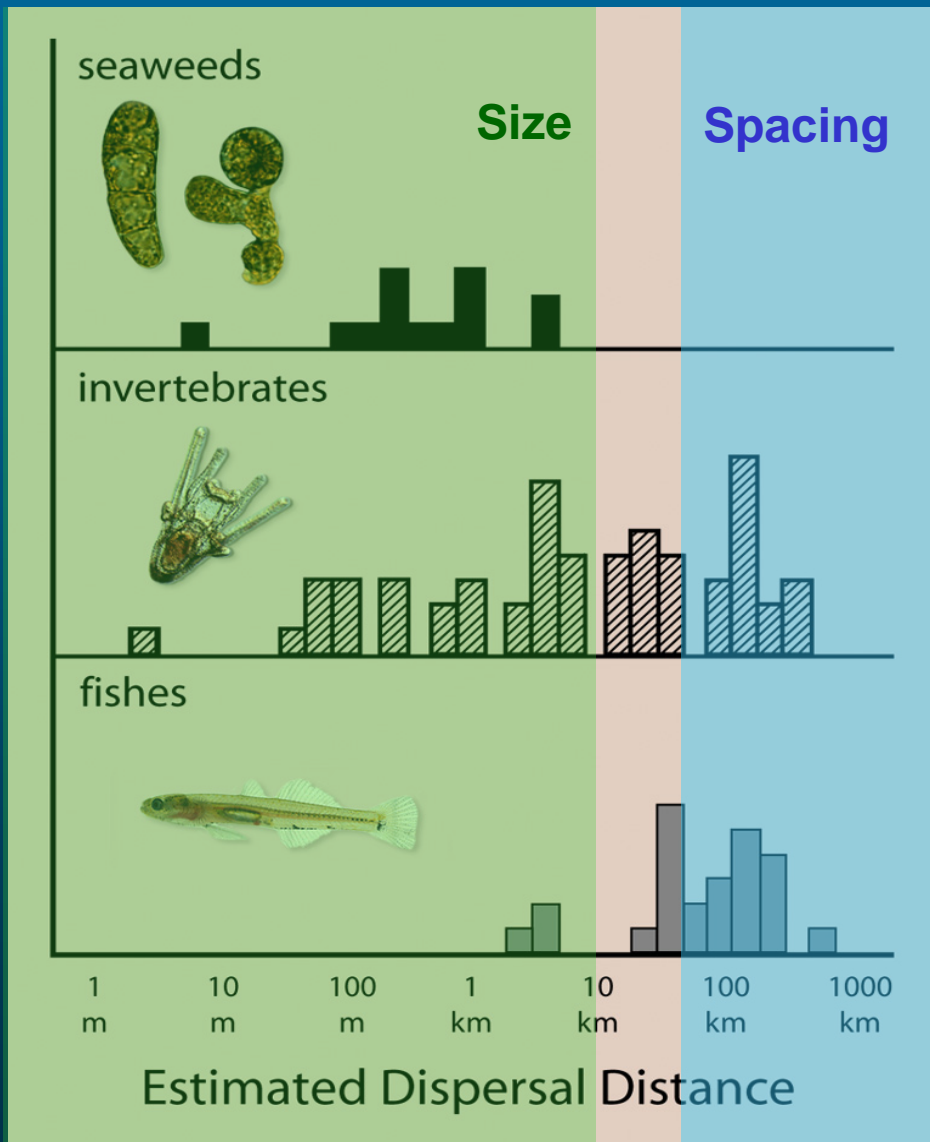 seaweeds
Size
Spacing
invertebrates
fishes
1 10 100 1 10 100 1000
m m m km km km km
Estimated Dispersal Distance